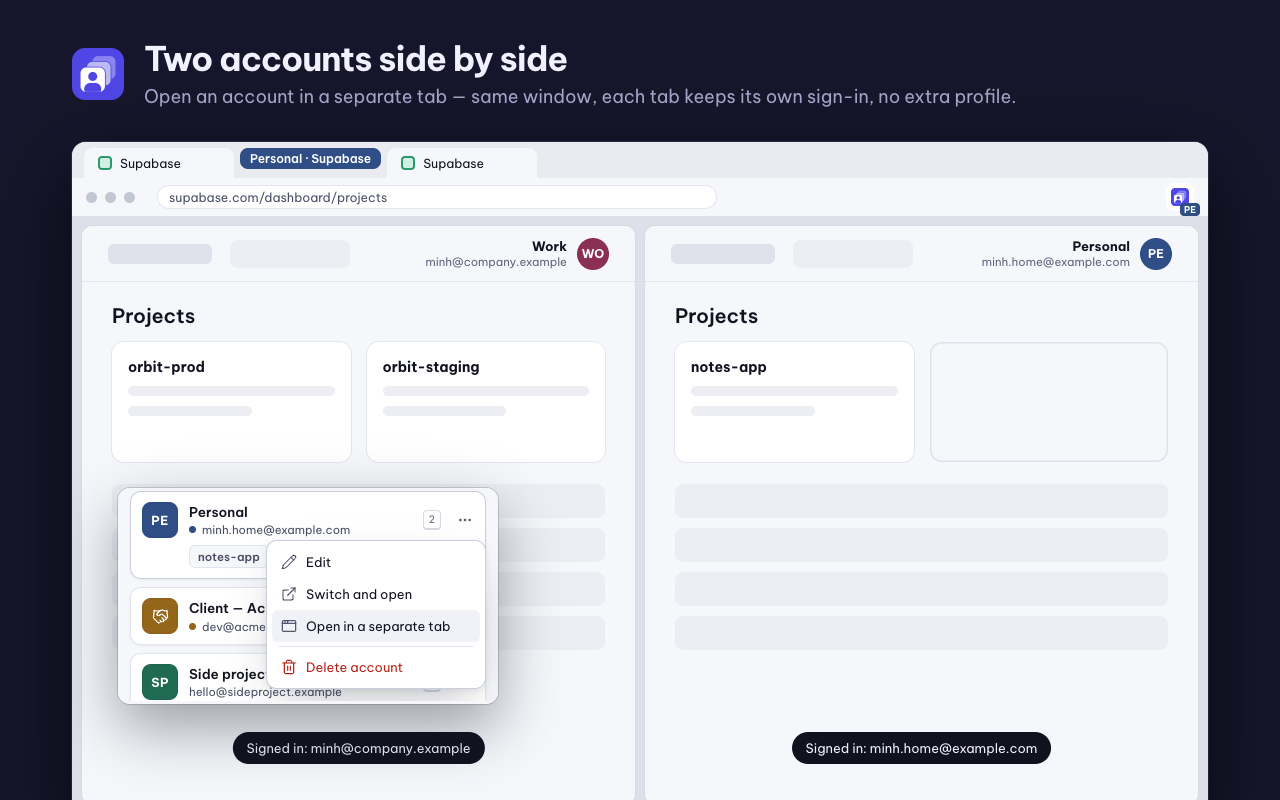 Two accounts side by side
Open an account in a separate tab — same window, each tab keeps its own sign-in, no extra profile.
Supabase
Personal · Supabase
Supabase
supabase.com/dashboard/projects
PE
Work
minh@company.example
WO
Personal
minh.home@example.com
PE
Projects
orbit-prod
orbit-staging
Projects
notes-app
PE
Personal
minh.home@example.com
2
notes-app
Edit
Switch and open
Open in a separate tab
Delete account
Client — Ac
dev@acme
SP
Side projec
hello@sideproject.example
Signed in: minh@company.example
Signed in: minh.home@example.com